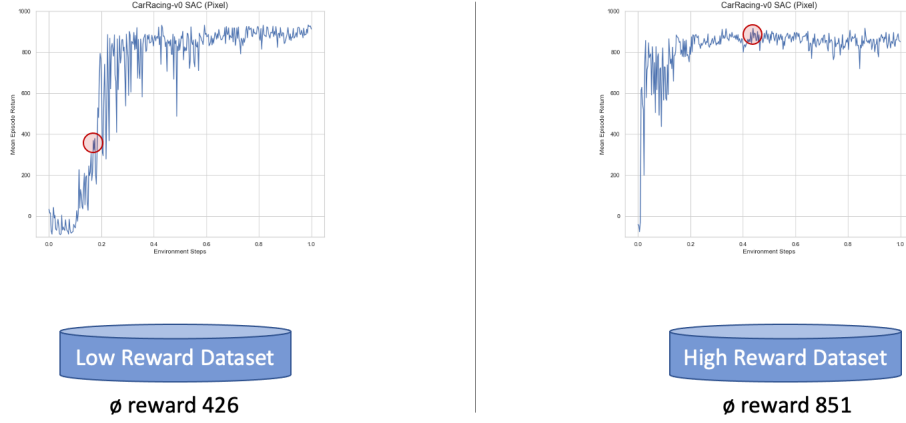 CarRacing-v0 SAC (Pixel)
1000
800
600
400
200
0
Mean Episode Return
0.0 0.2 0.4 0.6 0.8 1.0
Environment Steps
Low Reward Dataset
ø reward 426
CarRacing-v0 SAC (Pixel)
1000
800
600
400
200
0
Mean Episode Return
0.0 0.2 0.4 0.6 0.8 1.0
Environment Steps
High Reward Dataset
ø reward 851